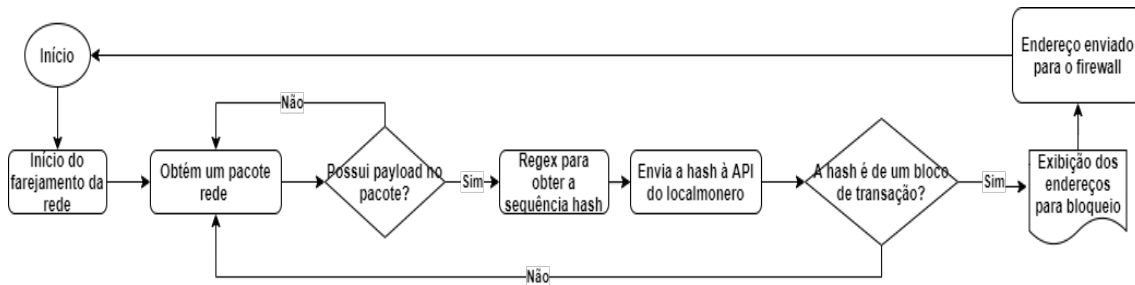 Início
Início do
farejamento da
rede
Obtém um pacote
rede
Não
Possui payload no
pacote?
Sim
Regex para
obter a
sequência hash
Envia a hash à API
do localmonero
A hash é de um bloco
de transação?
Não
Sim
Exibição dos
endereços
para bloqueio
Endereço enviado
para o firewall